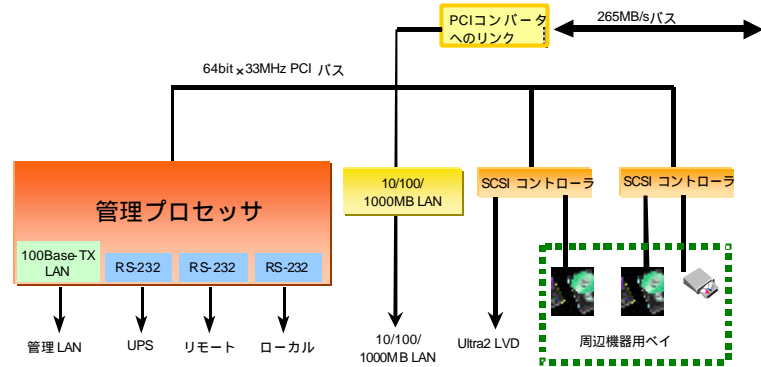 PCIコンバータ
へのリンク
265MB/sバス
64bit×33MHz PCI バス
管理プロセッサ
100Base-TX
LAN
RS-232
RS-232
RS-232
10/100/
1000MB LAN
SCSI コントローラ
SCSI コントローラ
管理LAN
UPS
リモート
ローカル
10/100/
1000MB LAN
Ultra2 LVD
周辺機器用ベイ